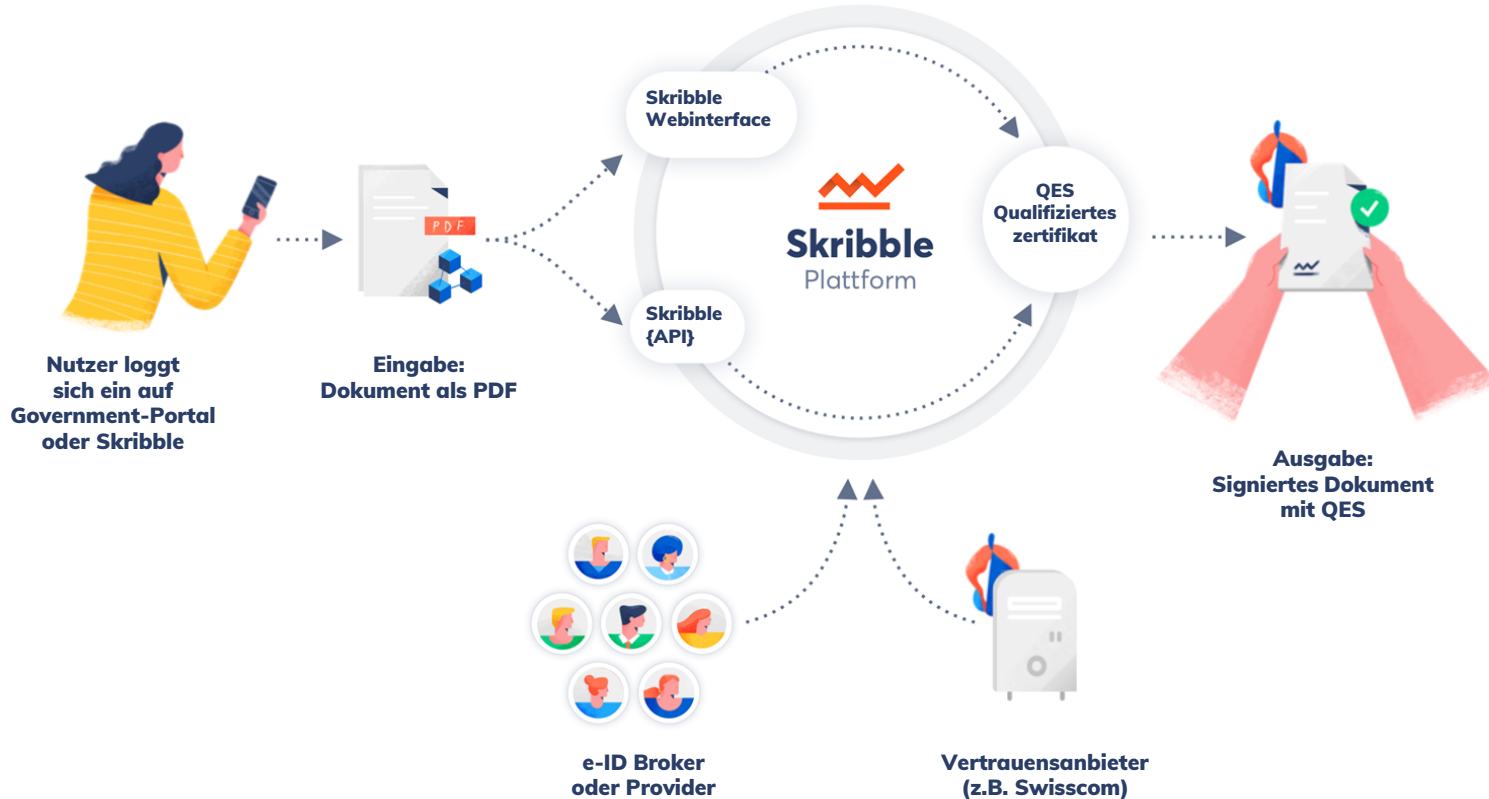 Skribble
Webinterface
QES
Qualifiziertes
zertifikat
Skribble
Plattform
PDF
Skribble
{API}
Nutzer loggt
sich ein auf
Government-Portal
oder Skribble
Eingabe:
Dokument als PDF
Ausgabe:
Signiertes Dokument
mit QES
e-ID Broker
oder Provider
Vertrauensanbieter
(z.B. Swisscom)